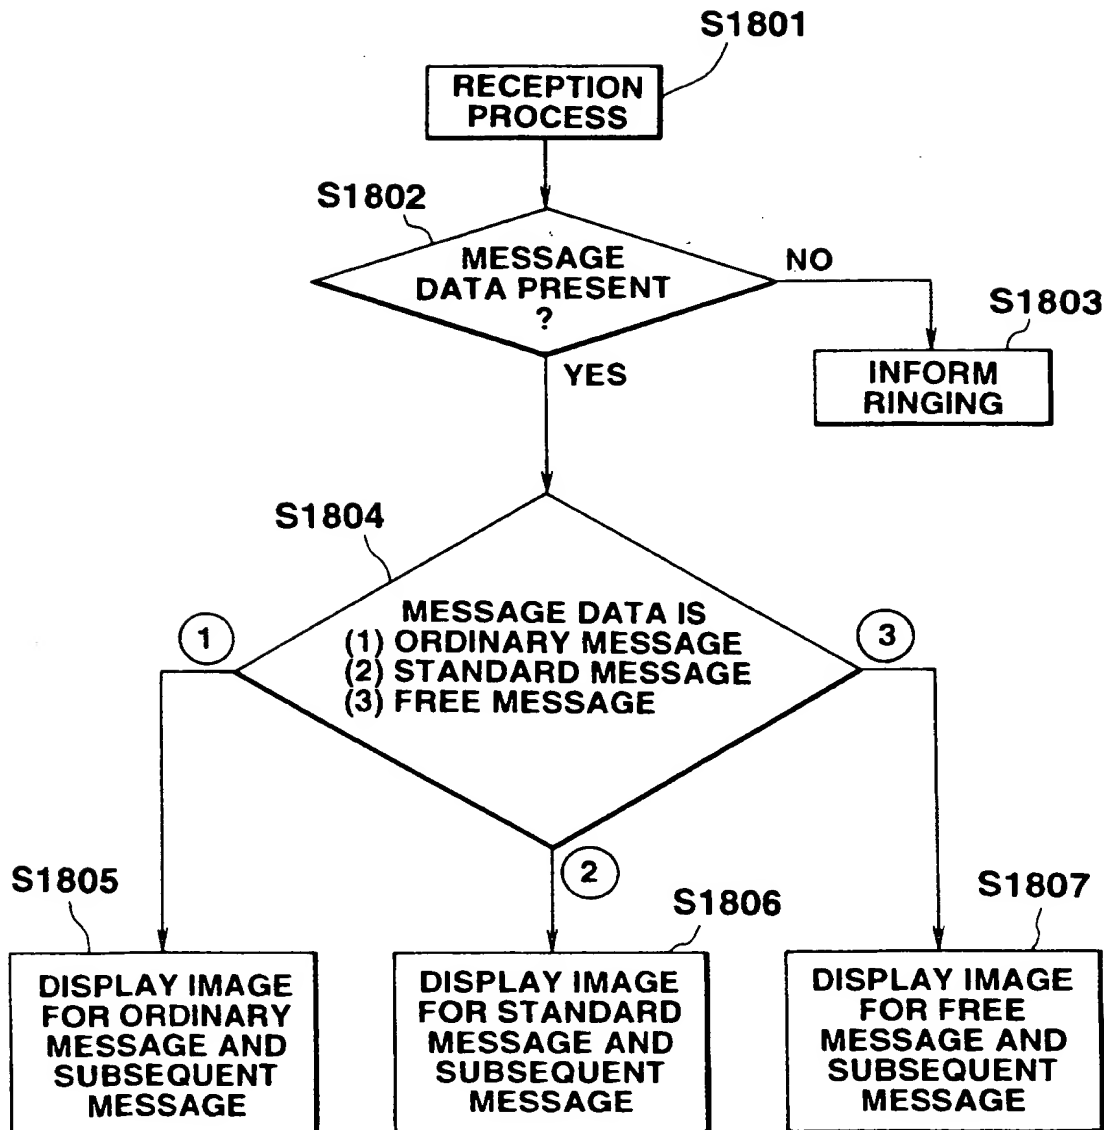 S1801
RECEPTION
PROCESS
S1802
MESSAGE
DATA PRESENT
?
NO
S1803
INFORM
RINGING
YES
S1804
MESSAGE DATA IS
(1) ORDINARY MESSAGE
(2) STANDARD MESSAGE
(3) FREE MESSAGE
1
3
2
S1805
DISPLAY IMAGE
FOR ORDINARY
MESSAGE AND
SUBSEQUENT
MESSAGE
S1806
DISPLAY IMAGE
FOR STANDARD
MESSAGE AND
SUBSEQUENT
MESSAGE
S1807
DISPLAY IMAGE
FOR FREE
MESSAGE AND
SUBSEQUENT
MESSAGE